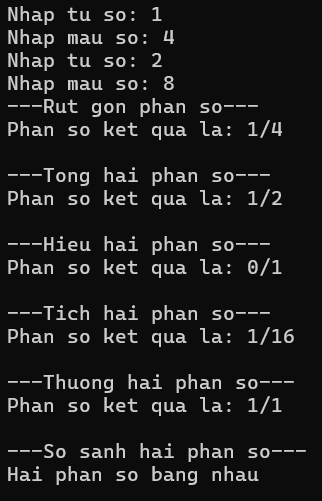 Nhap tu so: 1
Nhap mau so: 4
Nhap tu so: 2
Nhap mau so: 8
---Rut gon phan so---
Phan so ket qua la: 1/4
---Tong hai phan so---
Phan so ket qua la: 1/2
---Hieu hai phan so---
Phan so ket qua la: 0/1
---Tich hai phan so---
Phan so ket qua la: 1/16
---Thuong hai phan so---
Phan so ket qua la: 1/1
---So sanh hai phan so---
Hai phan so bang nhau